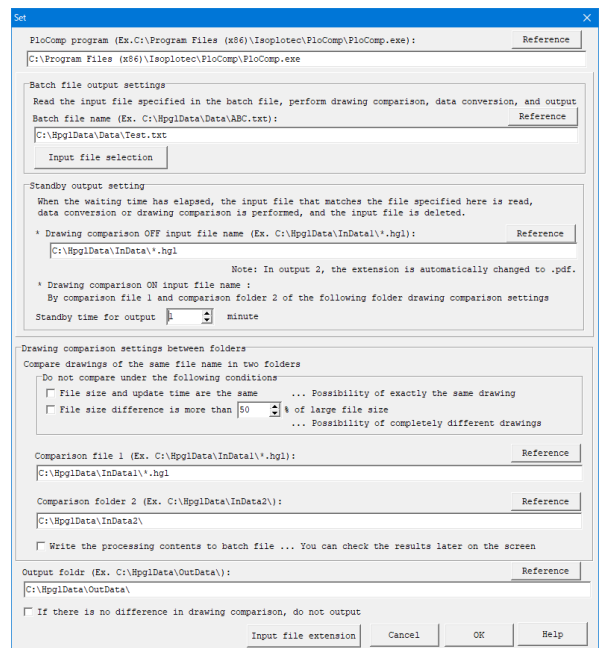 Set
PloComp program (Ex.C:\Program Files (x86)\Isoplotec\PloComp\PloComp.exe):
Reference
C:\Program Files (x86)\Isoplotec\PloComp\PloComp.exe
Batch file output settings
Read the input file specified in the batch file, perform drawing comparison, data conversion, and output
Batch file name (Ex. C:\HpglData\Data\ABC.txt):
Reference
C:\HpglData\Data\Test.txt
Input file selection
Standby output setting
When the waiting time has elapsed, the input file that matches the file specified here is read,
data conversion or drawing comparison is performed, and the input file is deleted.
* Drawing comparison OFF input file name (Ex. C:\HpglData\InData1\*.hgl):
Reference
C:\HpglData\InData\*.hgl
Note: In output 2, the extension is automatically changed to .pdf.
* Drawing comparison ON input file name :
By comparison file 1 and comparison folder 2 of the following folder drawing comparison settings
Standby time for output 1 minute
Drawing comparison settings between folders
Compare drawings of the same file name in two folders
Do not compare under the following conditions
File size and update time are the same ... Possibility of exactly the same drawing
File size difference is more than 50 % of large file size
... Possibility of completely different drawings
Comparison file 1 (Ex. C:\HpglData\InData1\*.hgl):
Reference
C:\HpglData\InData1\*.hgl
Comparison folder 2 (Ex. C:\HpglData\InData2\):
Reference
C:\HpglData\InData2\
Write the processing contents to batch file ... You can check the results later on the screen
Output foldr (Ex. C:\HpglData\OutData\):
Reference
C:\HpglData\OutData\
If there is no difference in drawing comparison, do not output
Input file extension
Cancel
OK
Help